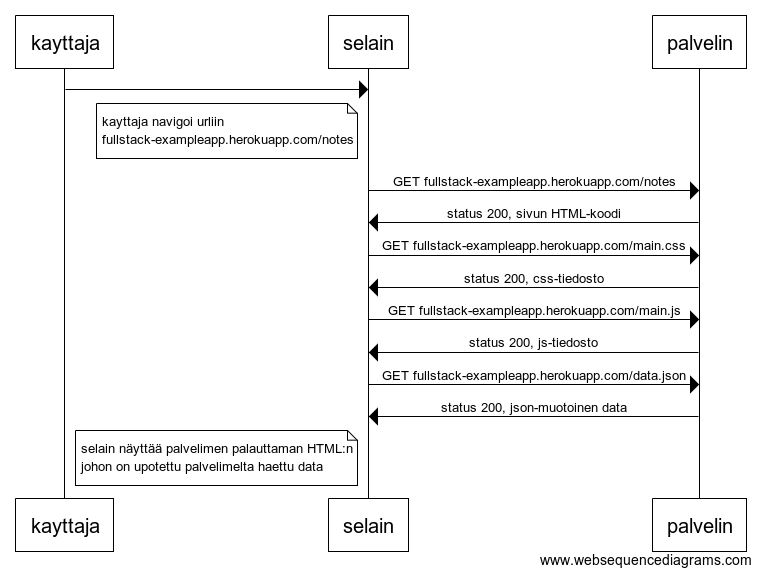 kayttaja
selain
palvelin
kayttaja navigoi urliin
fullstack-exampleapp.herokuapp.com/notes
GET fullstack-exampleapp.herokuapp.com/notes
status 200, sivun HTML-koodi
GET fullstack-exampleapp.herokuapp.com/main.css
status 200, css-tiedosto
GET fullstack-exampleapp.herokuapp.com/main.js
status 200, js-tiedosto
GET fullstack-exampleapp.herokuapp.com/data.json
status 200, json-muotoinen data
selain näyttää palvelimen palauttaman HTML:n
johon on upotettu palvelimelta haettu data
kayttaja
selain
palvelin
www.websequencediagrams.com